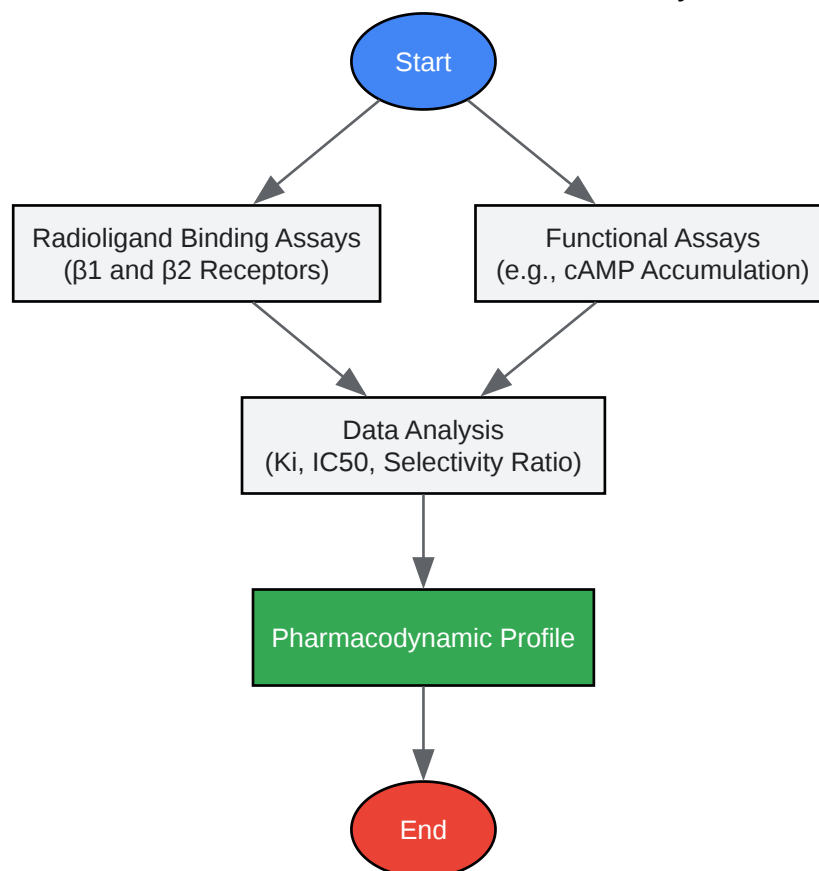 Start
Radioligand Binding Assays
(β1 and β2 Receptors)
Functional Assays
(e.g., cAMP Accumulation)
Data Analysis
(Ki, IC50, Selectivity Ratio)
Pharmacodynamic Profile
End